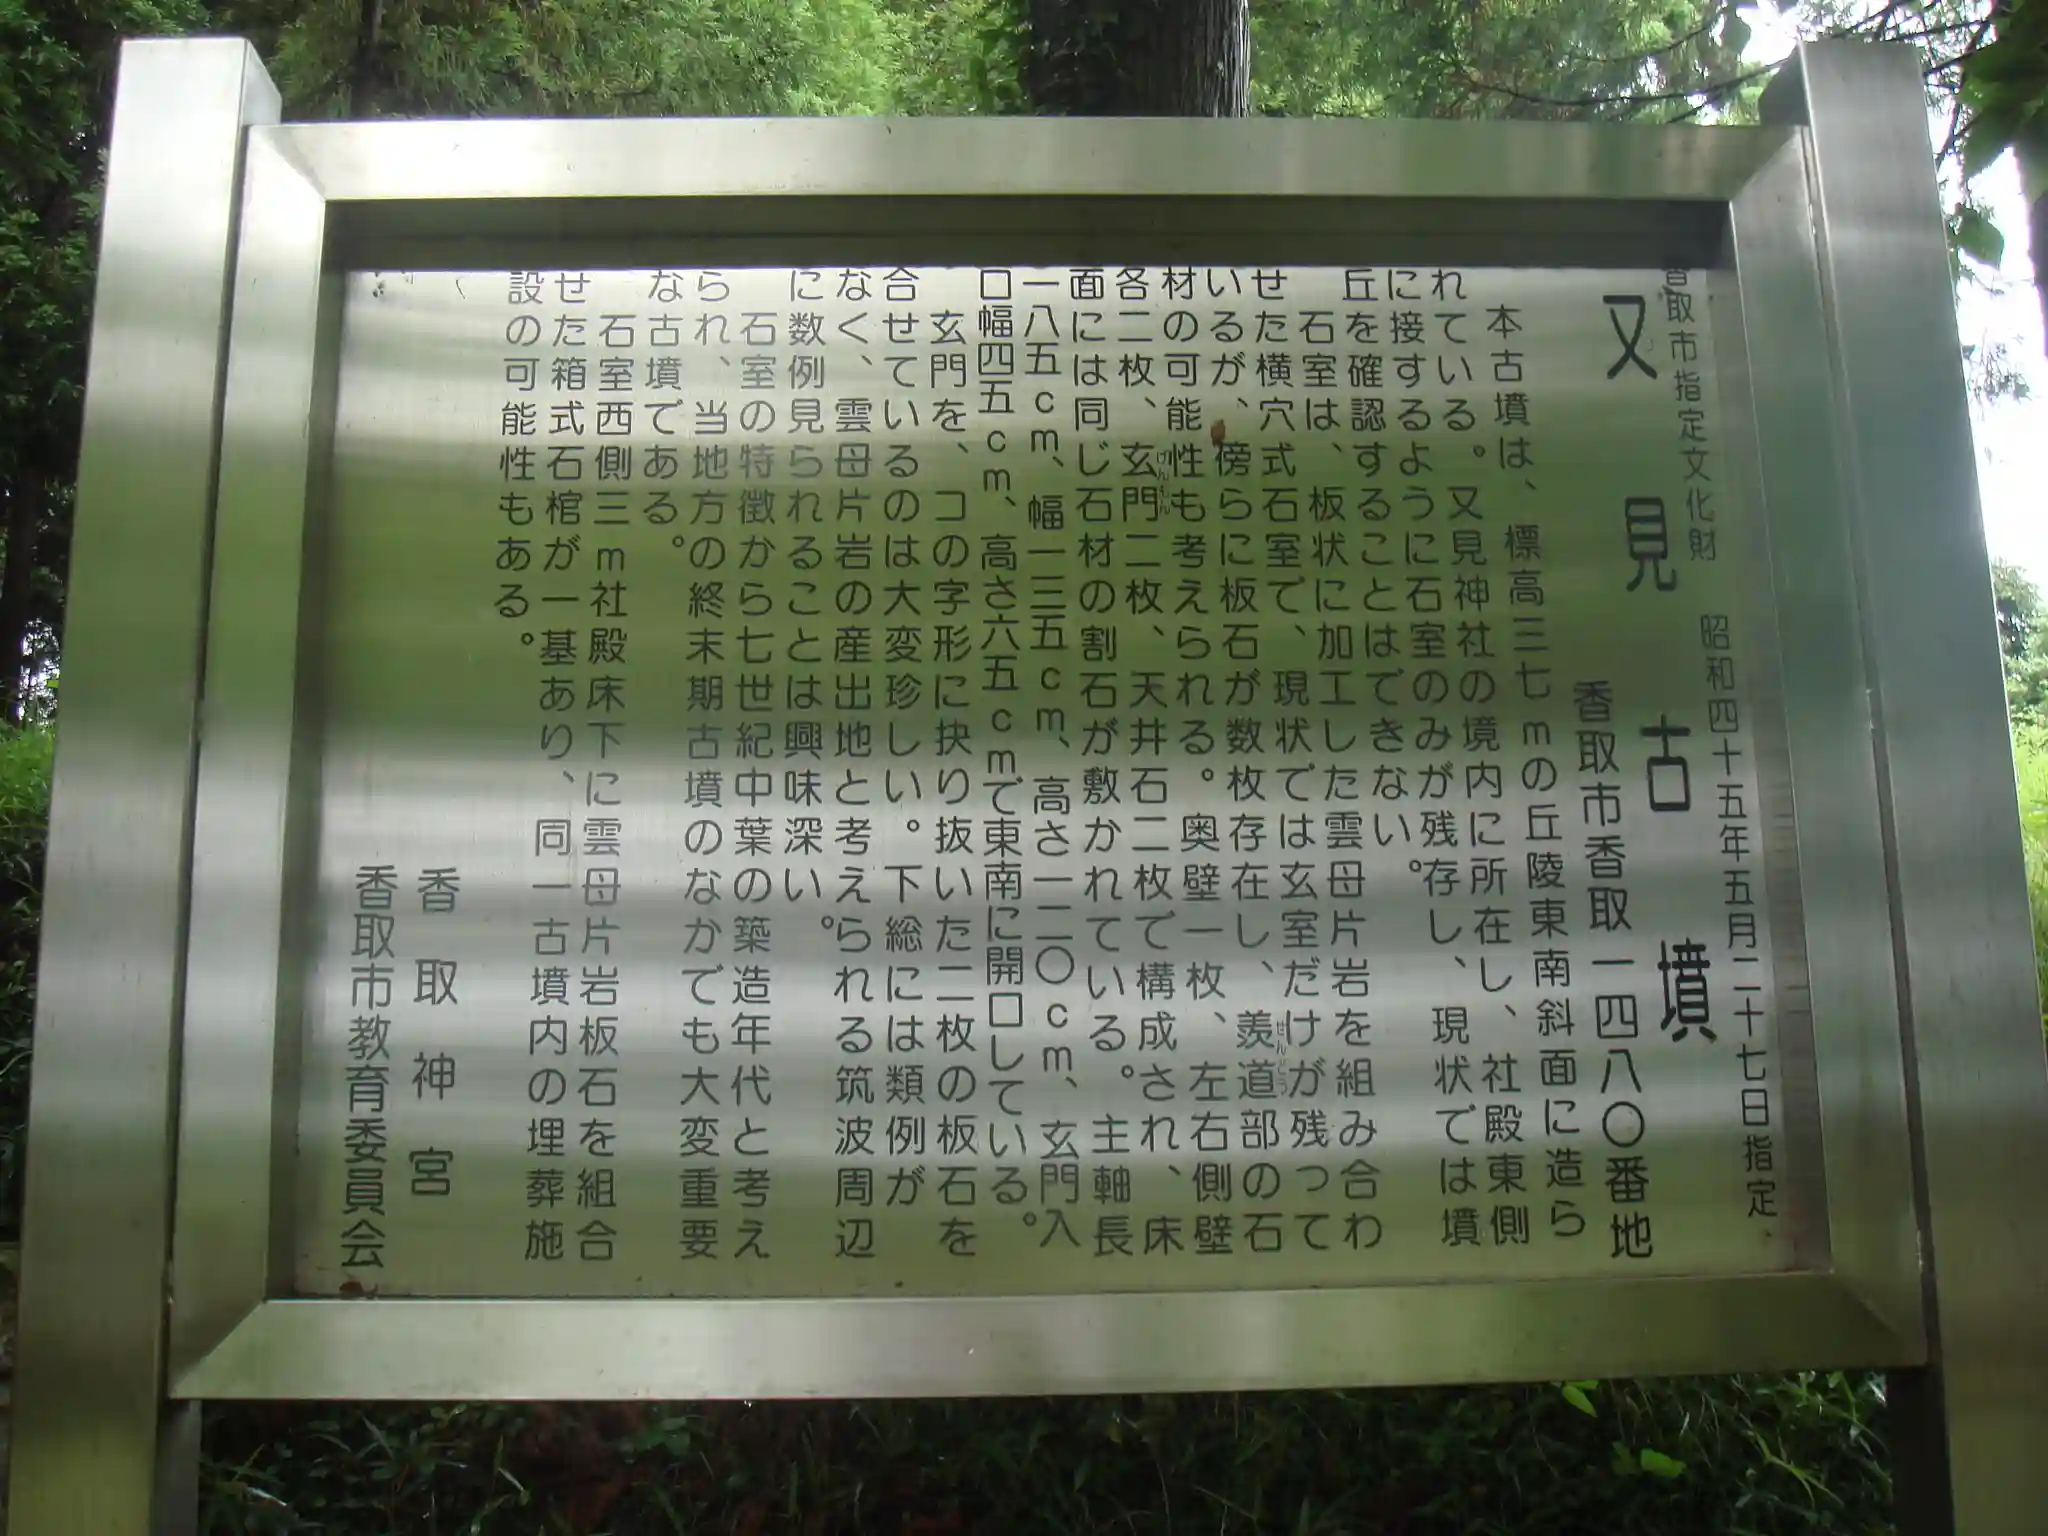 香取市指定文化財 昭和四十五年五月二十七日指定
又見古墳
香取市香取一四八〇番地
本古墳は、標高三七mの丘陵東南斜面に造ら
れている。又見神社の境内に所在し、社殿東側
に接するように石室のみが残存し、現状では墳
丘を確認することはできない。
石室は、板状に加工した雲母片岩を組み合わ
せた横穴式石室で、現状では玄室だけが残って
いるが、傍らに板石が数枚存在し、羨道部の石
せんどう
材の可能性も考えられる。奥壁一枚、左右側壁
各二枚、玄門二枚、天井石二枚で構成され、床
げんもん
面には同じ石材の割石が敷かれている。主軸長
一八五cm、幅一三五cm、高さ一二〇cm、玄門入
口幅四五cm、高さ六五cmで東南に開口している。
玄門を、コの字形に抉り抜いた二枚の板石を
合せているのは大変珍しい。下総には類例が
なく、雲母片岩の産出地と考えられる筑波周辺
に数例見られることは興味深い。
石室の特徴から七世紀中葉の築造年代と考え
られ、当地方の終末期古墳のなかでも大変重要
な古墳である。
石室西側三m社殿床下に雲母片岩板石を組合
せた箱式石棺が一基あり、同一古墳内の埋葬施
設の可能性もある。
香取神宮
香取市教育委員会